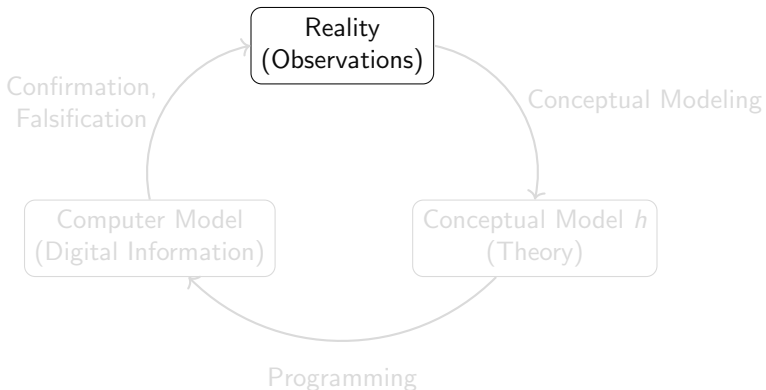 Reality
(Observations)
Confirmation,
Falsification
Conceptual Modeling
Computer Model
(Digital Information)
Conceptual Model h
(Theory)
Programming